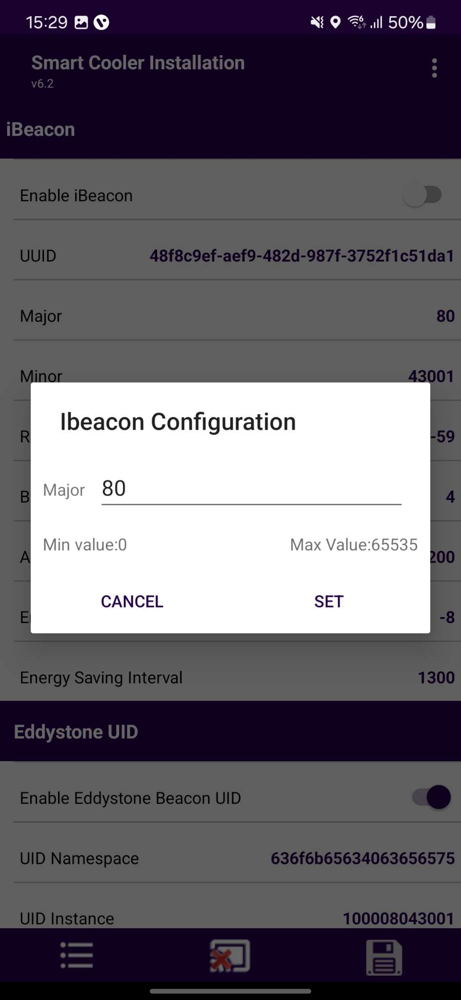 15:29 50%
Smart Cooler Installation
v6.2
iBeacon
Enable iBeacon
UUID 48f8c9ef-aef9-482d-987f-3752f1c51da1
Major 80
Minor 43001
R -59
B 4
A 200
E -8
Ibeacon Configuration
Major 80
Min value:0 Max Value:65535
CANCEL SET
Energy Saving Interval 1300
Eddystone UID
Enable Eddystone Beacon UID
UID Namespace 636f6b65634063656575
UID Instance 100008043001